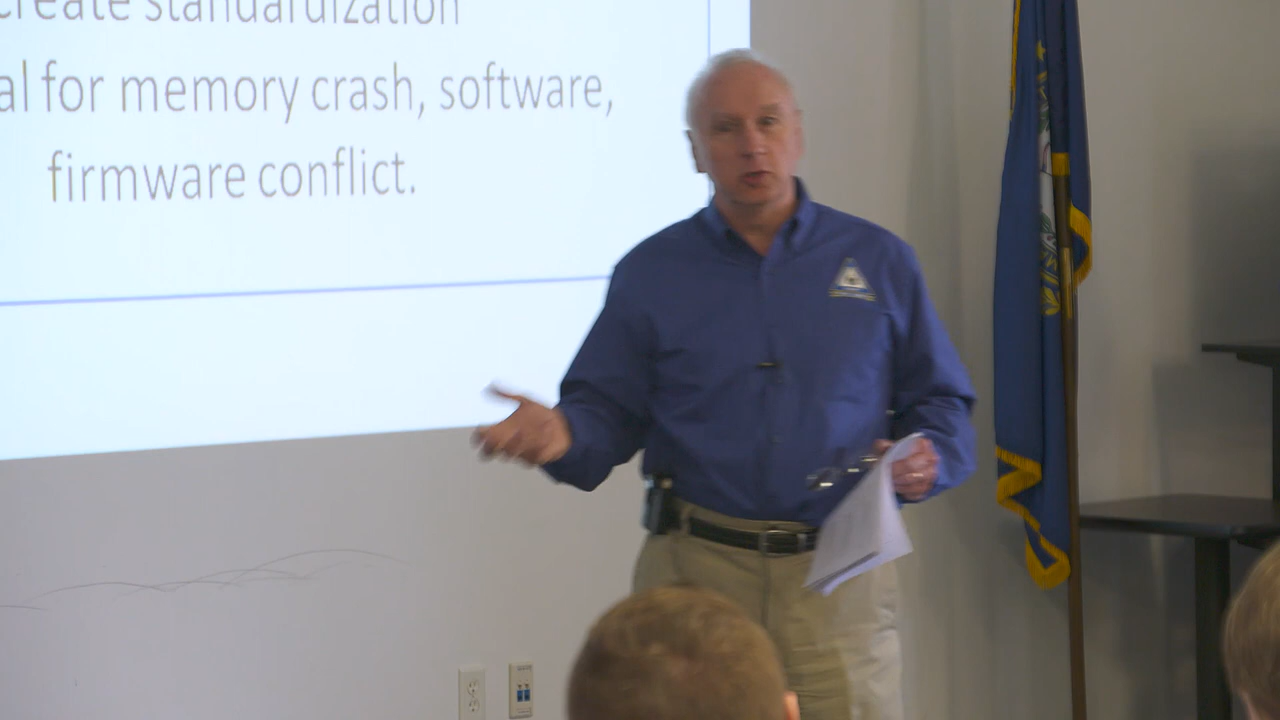 create standardization
al for memory crash, software,
firmware conflict.